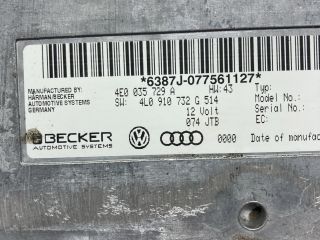 *6387J-077561127*
MANUFACTURED BY: 4E0 035 729 A HW:43 Typ:
HARMAN/BECKER SW: 4L0 910 732 G 514 Model No.:
AUTOMOTIVE SYSTEMS 12 Volt Serial No.:
GERMANY 074 JTB EC:
BECKER 0000 Date of manufac
AUTOMOTIVE SYSTEMS